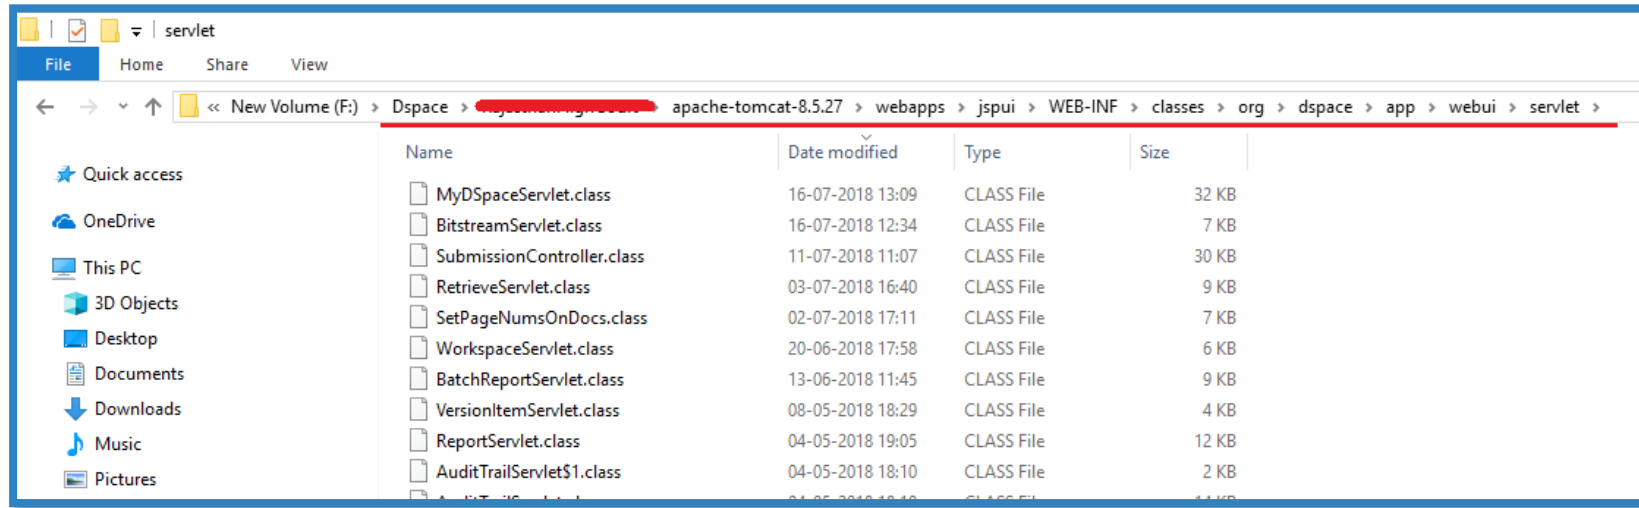 servlet
File Home Share View
« New Volume (F:) > Dspace > > apache-tomcat-8.5.27 > webapps > jspui > WEB-INF > classes > org > dspace > app > webui > servlet >
Name Date modified Type Size
Quick access
OneDrive
This PC
3D Objects
Desktop
Documents
Downloads
Music
Pictures
MyDSpaceServlet.class 16-07-2018 13:09 CLASS File 32 KB
BitstreamServlet.class 16-07-2018 12:34 CLASS File 7 KB
SubmissionController.class 11-07-2018 11:07 CLASS File 30 KB
RetrieveServlet.class 03-07-2018 16:40 CLASS File 9 KB
SetPageNumsOnDocs.class 02-07-2018 17:11 CLASS File 7 KB
WorkspaceServlet.class 20-06-2018 17:58 CLASS File 6 KB
BatchReportServlet.class 13-06-2018 11:45 CLASS File 9 KB
VersionItemServlet.class 08-05-2018 18:29 CLASS File 4 KB
ReportServlet.class 04-05-2018 19:05 CLASS File 12 KB
AuditTrailServlet$1.class 04-05-2018 18:10 CLASS File 2 KB